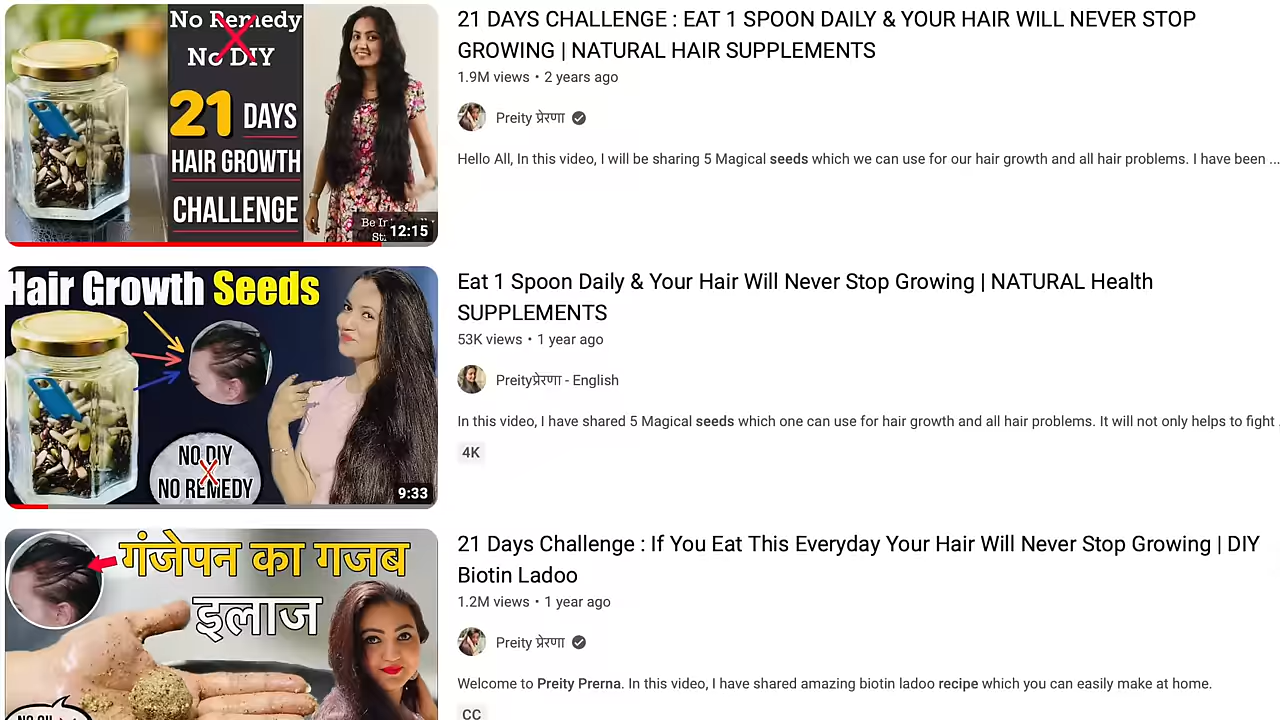 No Remedy
No DIY
21 DAYS
HAIR GROWTH
CHALLENGE
12:15
21 DAYS CHALLENGE : EAT 1 SPOON DAILY & YOUR HAIR WILL NEVER STOP
GROWING | NATURAL HAIR SUPPLEMENTS
1.9M views • 2 years ago
Preity प्रेरणा
Hello All, In this video, I will be sharing 5 Magical seeds which we can use for our hair growth and all hair problems. I have been ...
Hair Growth Seeds
NO DIY
NO REMEDY
9:33
Eat 1 Spoon Daily & Your Hair Will Never Stop Growing | NATURAL Health
SUPPLEMENTS
53K views • 1 year ago
Preityप्रेरणा - English
In this video, I have shared 5 Magical seeds which one can use for hair growth and all hair problems. It will not only helps to fight
4K
गंजेपन का गजब
इलाज
21 Days Challenge : If You Eat This Everyday Your Hair Will Never Stop Growing | DIY
Biotin Ladoo
1.2M views • 1 year ago
Preity प्रेरणा
Welcome to Preity Prerna. In this video, I have shared amazing biotin ladoo recipe which you can easily make at home.
CC